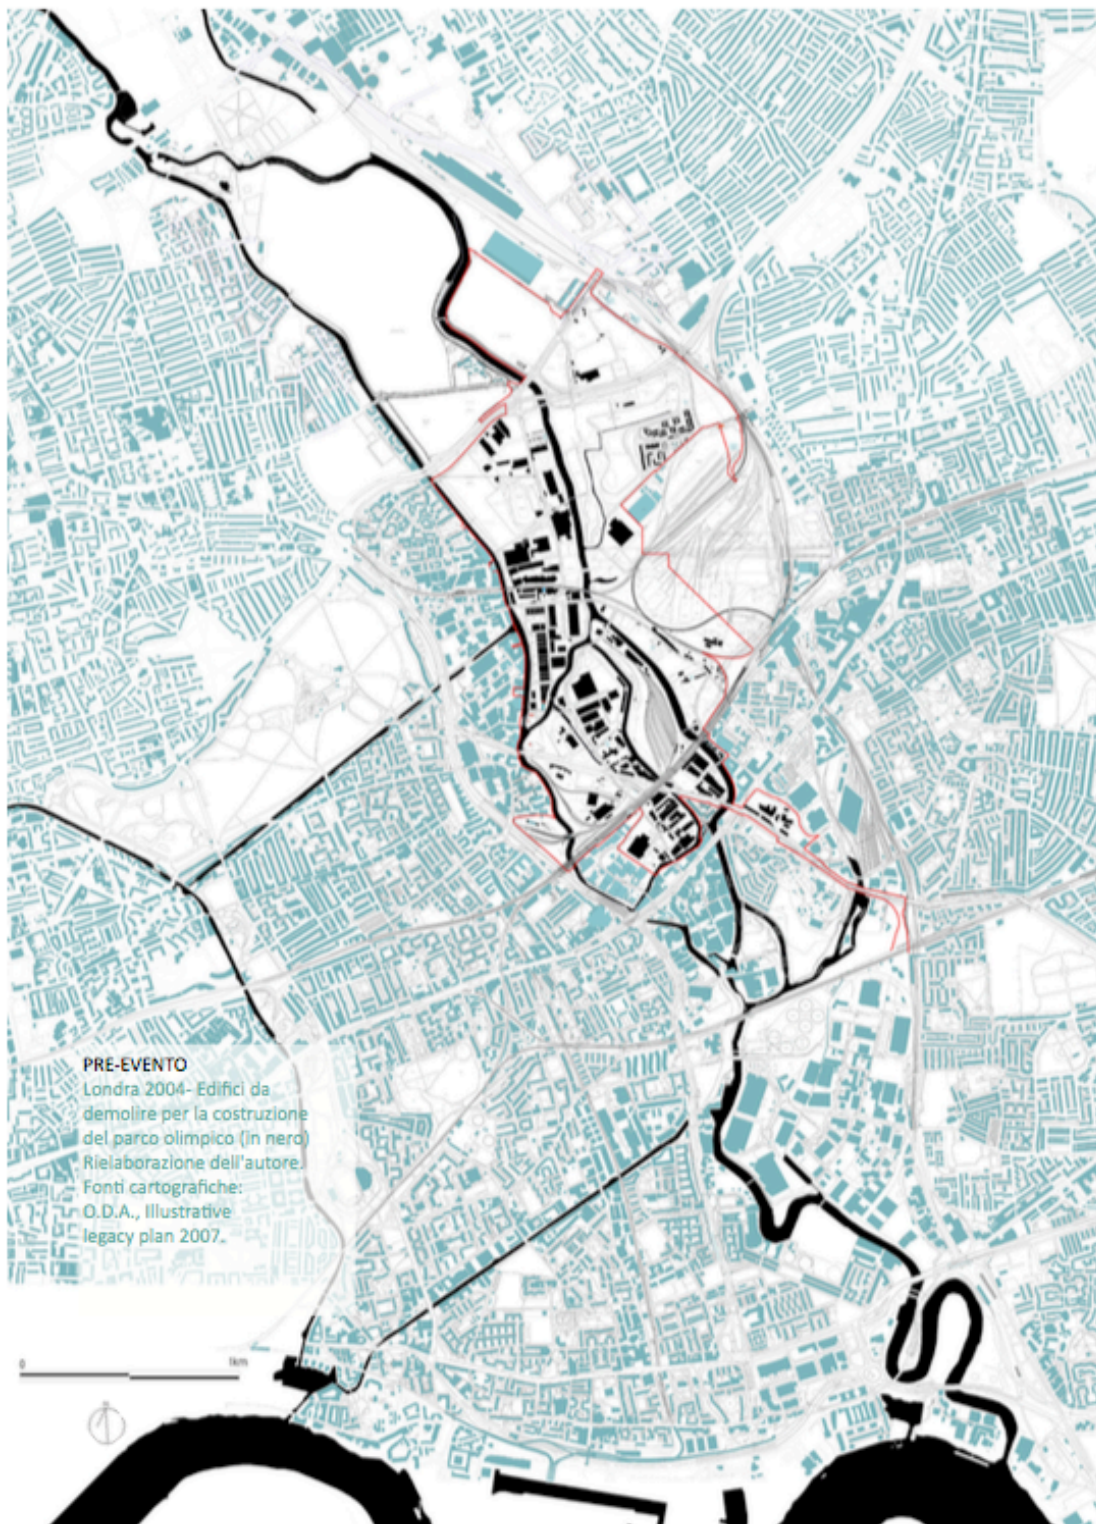 PRE-EVENTO
Londra 2004- Edifici da
demolire per la costruzione
del parco olimpico (in nero)
Rielaborazione dell'autore.
Fonti cartografiche:
O.D.A., Illustrative
legacy plan 2007.
0 1km